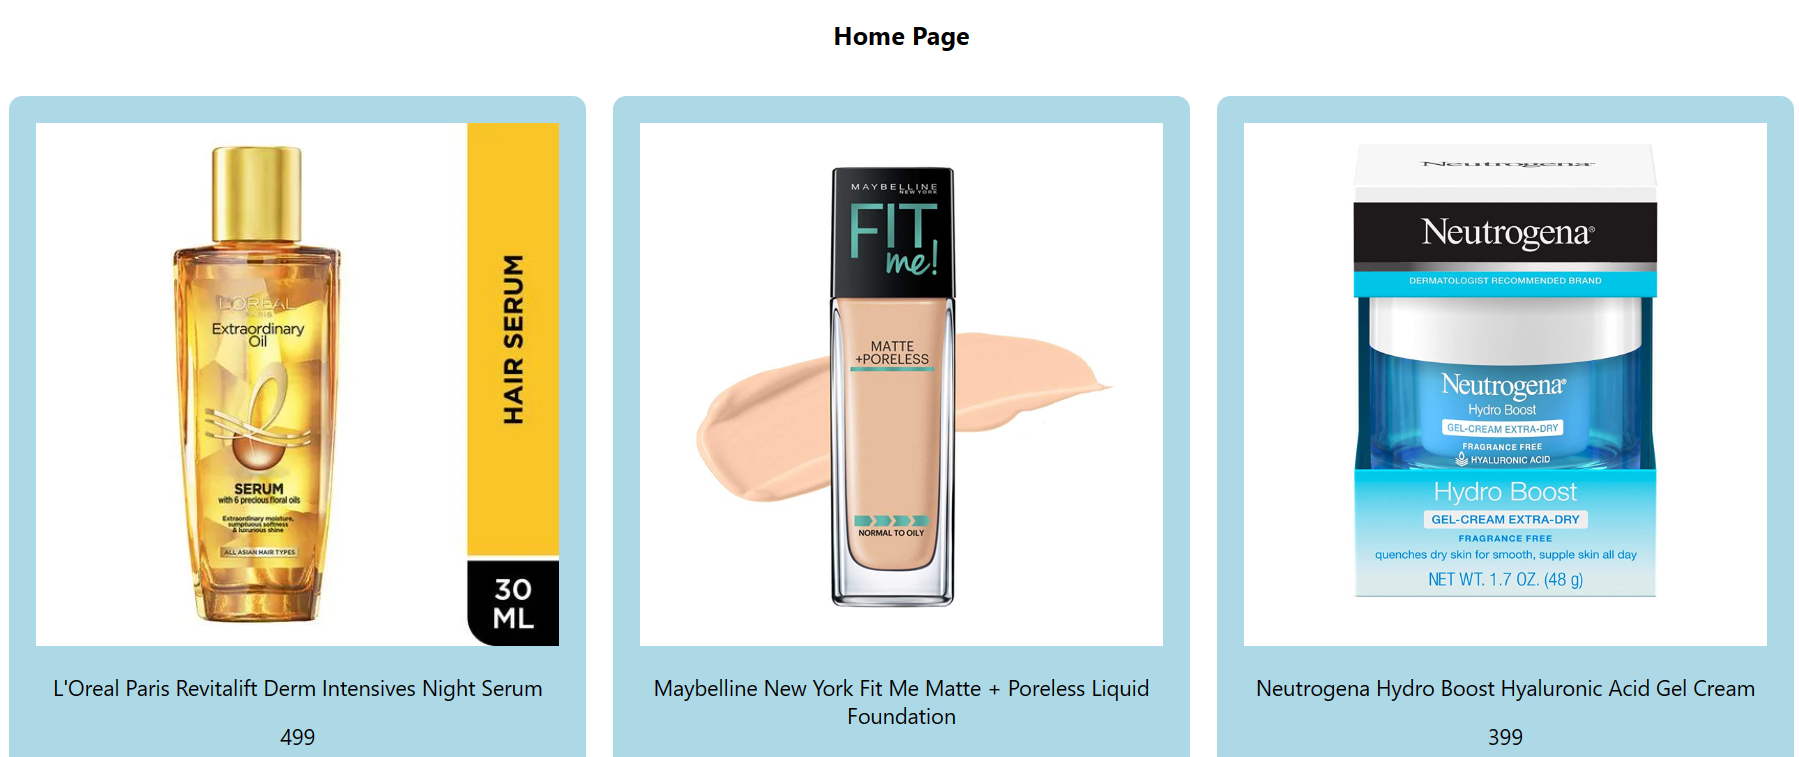 Home Page
L'ORÉAL
PARIS
Extraordinary
Oil
SERUM
with 6 precious floral oils
Extraordinary moisture,
sumptuous softness
& luxurious shine
ALL ASIAN HAIR TYPES
HAIR SERUM
30
ML
L'Oreal Paris Revitalift Derm Intensives Night Serum
499
MAYBELLINE
NEW YORK
FIT
me!
MATTE
+PORELESS
NORMAL TO OILY
Maybelline New York Fit Me Matte + Poreless Liquid
Foundation
Neutrogena
Neutrogena®
DERMATOLOGIST RECOMMENDED BRAND
Neutrogena®
Hydro Boost
GEL-CREAM EXTRA-DRY
FRAGRANCE FREE
HYALURONIC ACID
Hydro Boost
GEL-CREAM EXTRA-DRY
FRAGRANCE FREE
quenches dry skin for smooth, supple skin all day
NET WT. 1.7 OZ. (48 g)
Neutrogena Hydro Boost Hyaluronic Acid Gel Cream
399